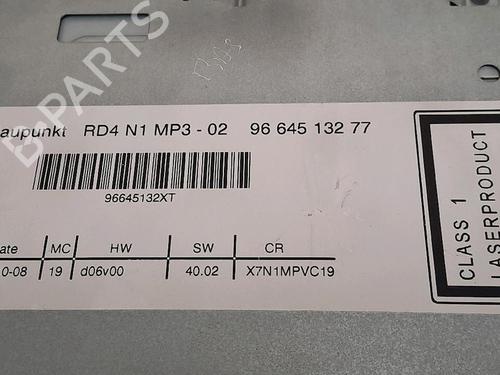 aupunkt RD4 N1 MP3 - 02 96 645 132 77
96645132XT
ate MC HW SW CR
0-08 19 d06v00 40.02 X7N1MPVC19
CLASS 1
LASERPRODUCT
B-PARTS